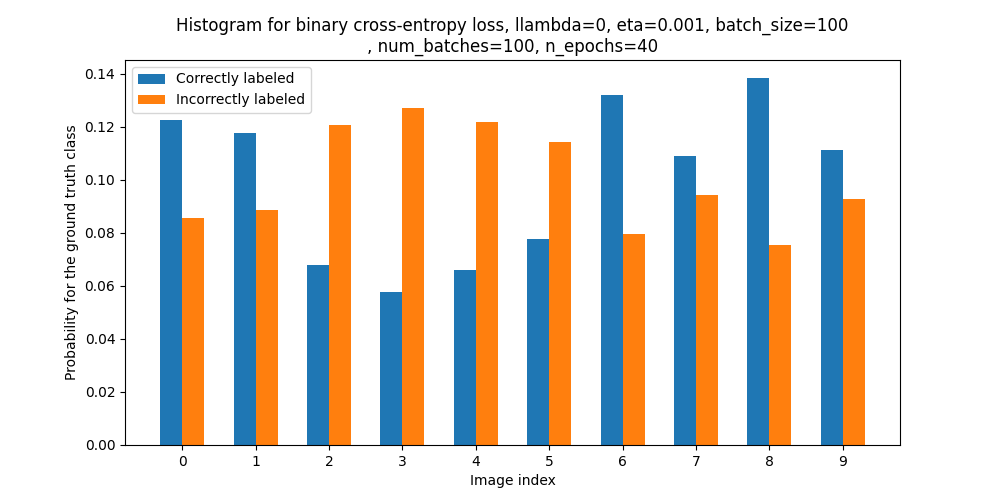 Histogram for binary cross-entropy loss, llambda=0, eta=0.001, batch_size=100
, num_batches=100, n_epochs=40
Correctly labeled
Incorrectly labeled
Probability for the ground truth class
0.14
0.12
0.10
0.08
0.06
0.04
0.02
0.00
0 1 2 3 4 5 6 7 8 9
Image index